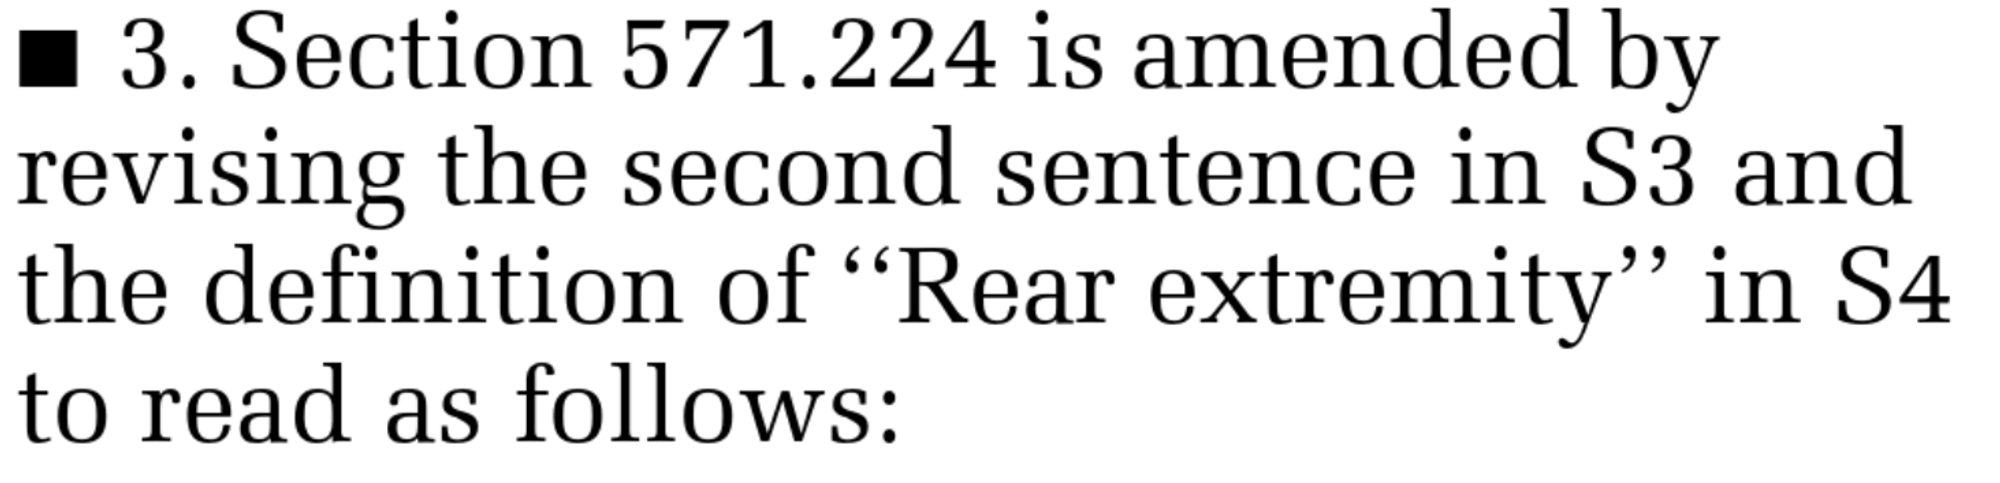 ■ 3. Section 571.224 is amended by
revising the second sentence in S3 and
the definition of ‘‘Rear extremity’’ in S4
to read as follows: